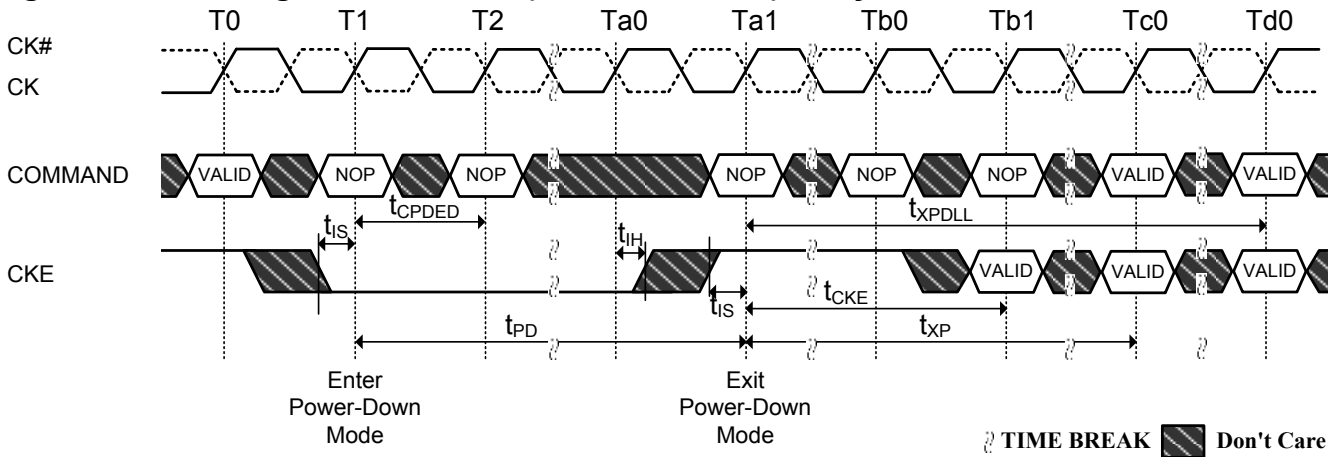 T0 T1 T2 Ta0 Ta1 Tb0 Tb1 Tc0 Td0
CK#
CK
COMMAND VALID NOP NOP NOP NOP NOP VALID VALID
tCPDED tXPDLL
tIS tIH
CKE VALID VALID VALID
tIS tCKE
tPD tXP
Enter
Power-Down
Mode
Exit
Power-Down
Mode
TIME BREAK Don't Care